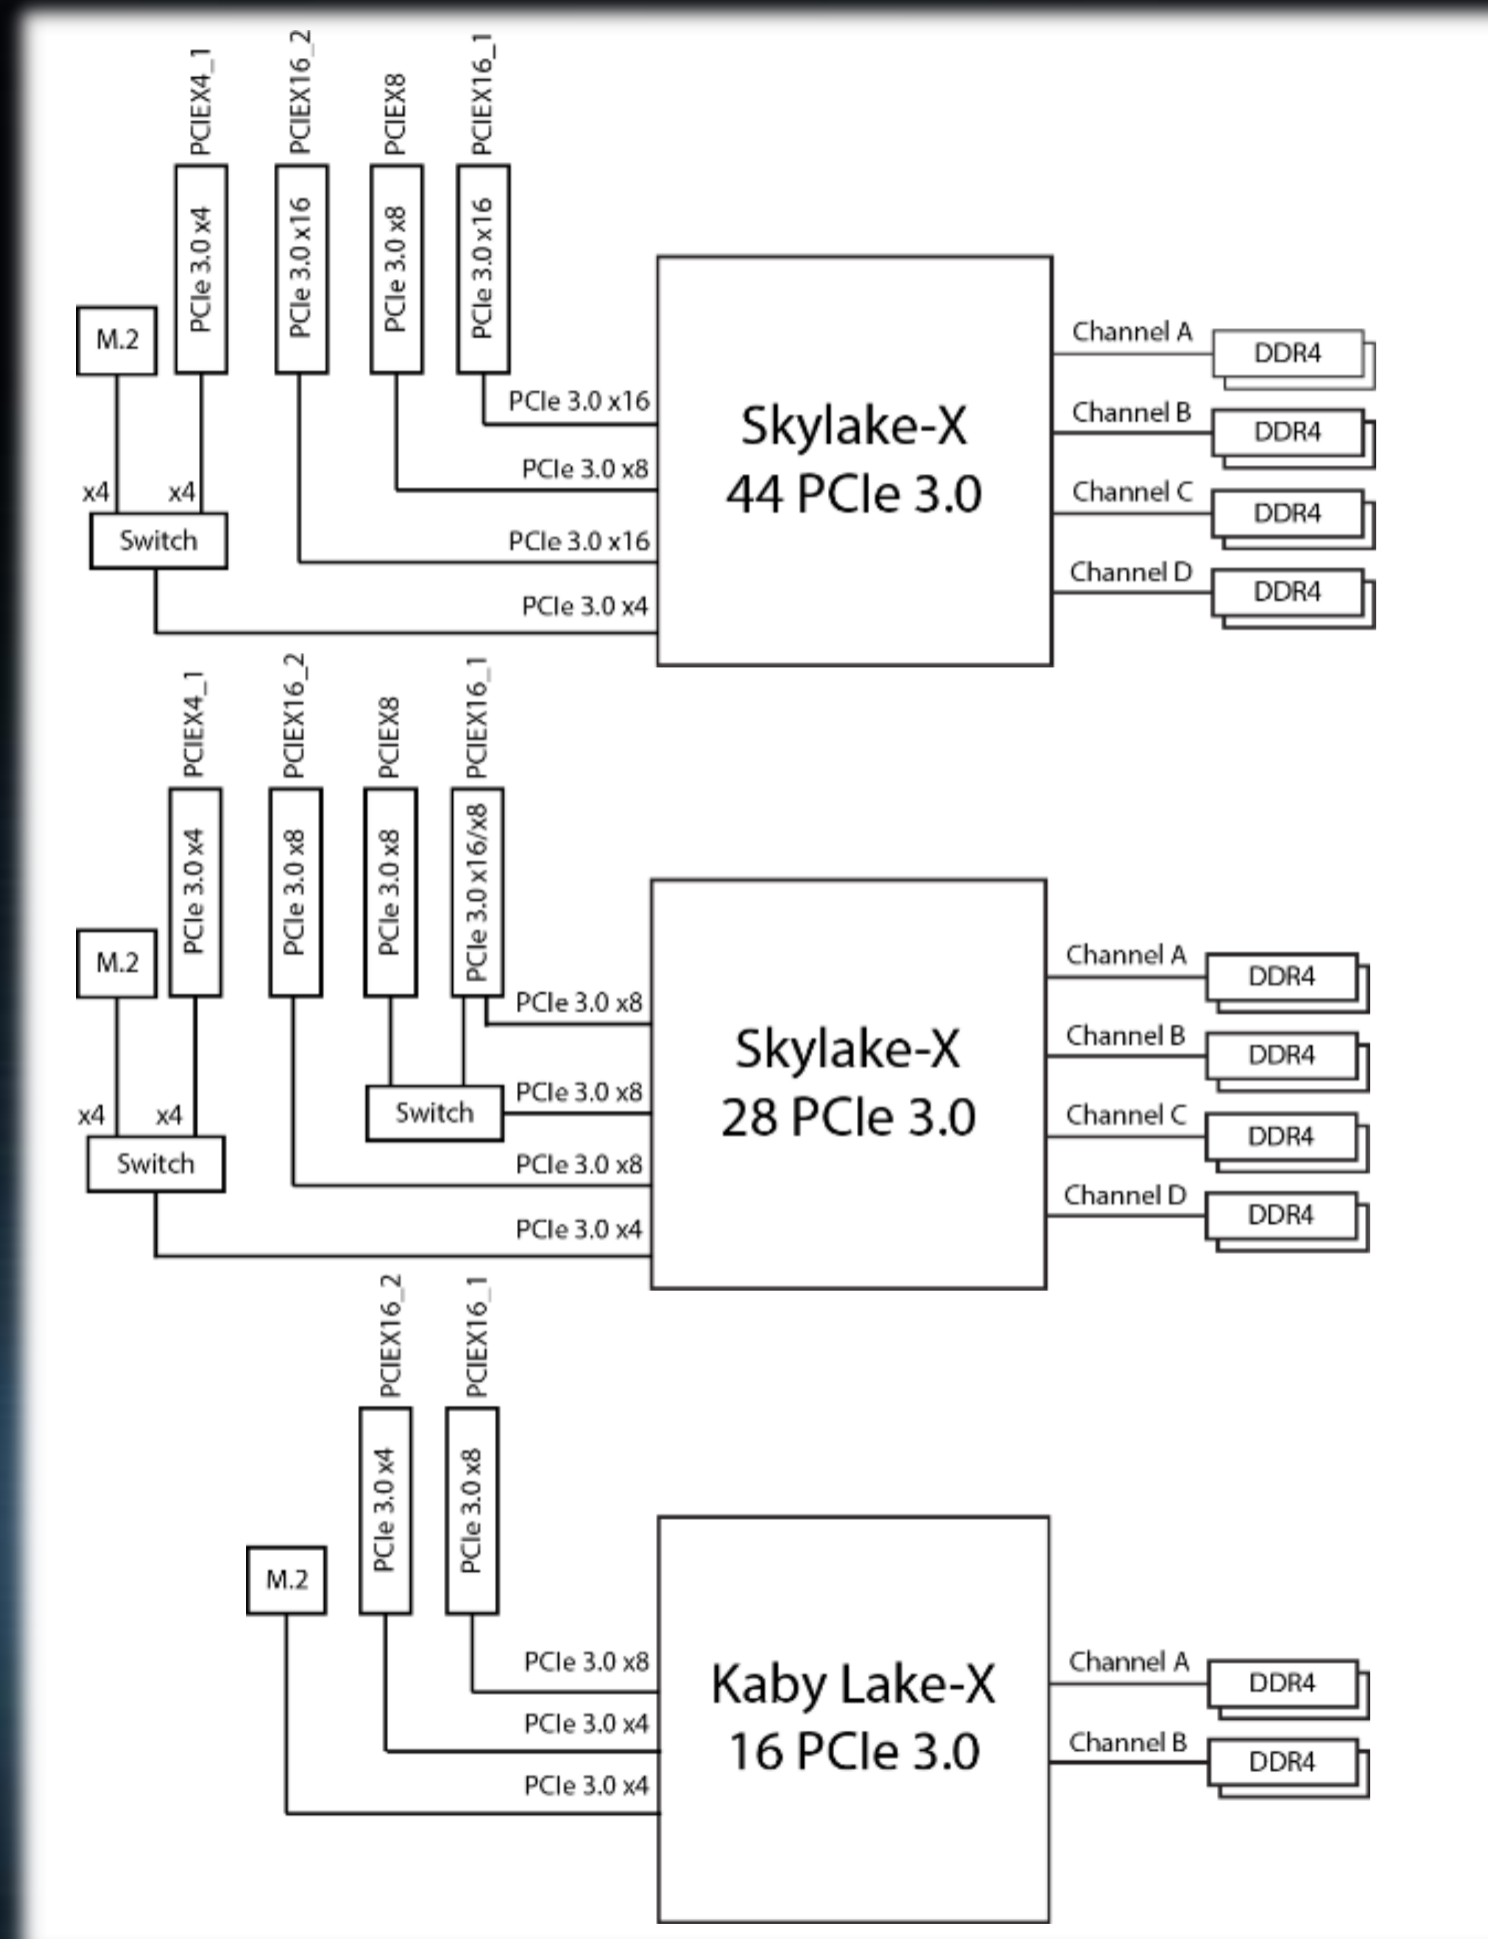 PCIEX4_1
PCIEX16_2
PCIEX8
PCIEX16_1
PCIe 3.0 x4
PCIe 3.0 x16
PCIe 3.0 x8
PCIe 3.0 x16
M.2
x4
x4
Switch
PCIe 3.0 x16
PCIe 3.0 x8
PCIe 3.0 x16
PCIe 3.0 x4
Skylake-X
44 PCIe 3.0
Channel A
DDR4
Channel B
DDR4
Channel C
DDR4
Channel D
DDR4
PCIEX4_1
PCIEX16_2
PCIEX8
PCIEX16_1
PCIe 3.0 x4
PCIe 3.0 x8
PCIe 3.0 x8
PCIe 3.0 x16/x8
M.2
x4
x4
Switch
Switch
PCIe 3.0 x8
PCIe 3.0 x8
PCIe 3.0 x8
PCIe 3.0 x4
Skylake-X
28 PCIe 3.0
Channel A
DDR4
Channel B
DDR4
Channel C
DDR4
Channel D
DDR4
PCIEX16_2
PCIEX16_1
PCIe 3.0 x4
PCIe 3.0 x8
M.2
PCIe 3.0 x8
PCIe 3.0 x4
PCIe 3.0 x4
Kaby Lake-X
16 PCIe 3.0
Channel A
DDR4
Channel B
DDR4